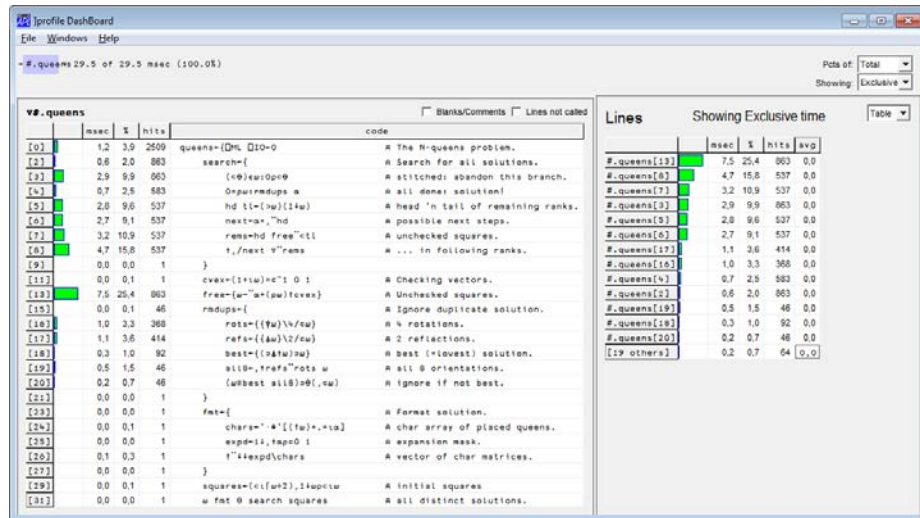 ]profile DashBoard
File Windows Help
#.queens 29.5 of 29.5 msec (100.0%)
Pcts of: Total
Showing: Exclusive
∇#.queens
Blanks/Comments Lines not called
msec % hits code
[0] 1,2 3,9 2509 queens={⎕ML ⎕IO←0 ⍝ The N-queens problem.
[2] 0,6 2,0 863 search={ ⍝ Search for all solutions.
[3] 2,9 9,9 863 ⍝ stitched: abandon this branch.
[4] 0,7 2,5 583 ⍝ all done: solution!
[5] 2,8 9,6 537 ⍝ head 'n tail of remaining ranks.
[6] 2,7 9,1 537 ⍝ possible next steps.
[7] 3,2 10,9 537 ⍝ unchecked squares.
[8] 4,7 15,8 537 ⍝ ... in following ranks.
[9] 0,0 0,0 1 }
[11] 0,0 0,1 1 ⍝ Checking vectors.
[13] 7,5 25,4 863 ⍝ Unchecked squares.
[15] 0,0 0,1 46 rmdups={ ⍝ Ignore duplicate solution.
[16] 1,0 3,3 368 ⍝ 4 rotations.
[17] 1,1 3,6 414 ⍝ 2 reflections.
[18] 0,3 1,0 92 ⍝ best (=lowest) solution.
[19] 0,5 1,5 46 ⍝ all 8 orientations.
[20] 0,2 0,7 46 ⍝ ignore if not best.
[21] 0,0 0,0 1 }
[23] 0,0 0,0 1 fmt={ ⍝ Format solution.
[24] 0,0 0,1 1 ⍝ char array of placed queens.
[25] 0,0 0,0 1 ⍝ expansion mask.
[26] 0,1 0,3 1 ⍝ vector of char matrices.
[27] 0,0 0,0 1 }
[29] 0,0 0,1 1 ⍝ initial squares
[31] 0,0 0,0 1 ⍵ fmt ⍬ search squares ⍝ all distinct solutions.
Lines Showing Exclusive time Table
msec % hits avg
#.queens[13] 7,5 25,4 863 0,0
#.queens[8] 4,7 15,8 537 0,0
#.queens[7] 3,2 10,9 537 0,0
#.queens[3] 2,9 9,9 863 0,0
#.queens[5] 2,8 9,6 537 0,0
#.queens[6] 2,7 9,1 537 0,0
#.queens[17] 1,1 3,6 414 0,0
#.queens[16] 1,0 3,3 368 0,0
#.queens[4] 0,7 2,5 583 0,0
#.queens[2] 0,6 2,0 863 0,0
#.queens[19] 0,5 1,5 46 0,0
#.queens[18] 0,3 1,0 92 0,0
#.queens[20] 0,2 0,7 46 0,0
[19 others] 0,2 0,7 64 0,0